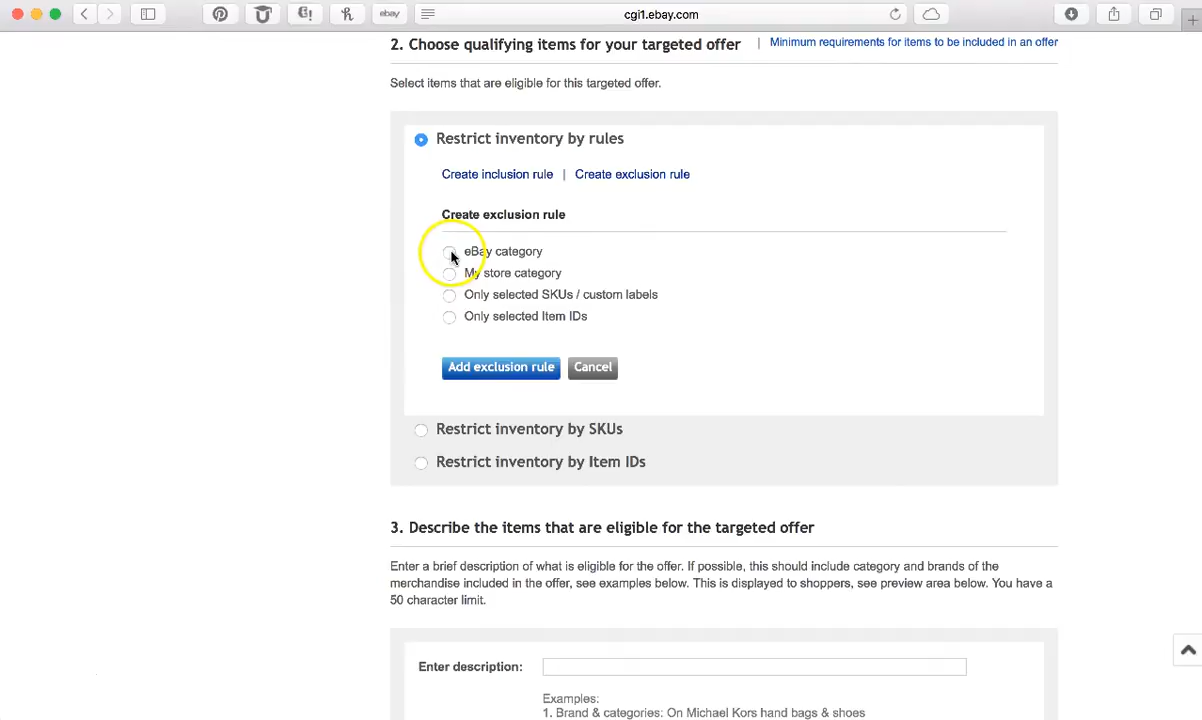 ebay
cgi1.ebay.com
2. Choose qualifying items for your targeted offer | Minimum requirements for items to be included in an offer
Select items that are eligible for this targeted offer.
Restrict inventory by rules
Create inclusion rule | Create exclusion rule
Create exclusion rule
eBay category
My store category
Only selected SKUs / custom labels
Only selected Item IDs
Add exclusion rule Cancel
Restrict inventory by SKUs
Restrict inventory by Item IDs
3. Describe the items that are eligible for the targeted offer
Enter a brief description of what is eligible for the offer. If possible, this should include category and brands of the
merchandise included in the offer, see examples below. This is displayed to shoppers, see preview area below. You have a
50 character limit.
Enter description:
Examples:
1. Brand & categories: On Michael Kors hand bags & shoes